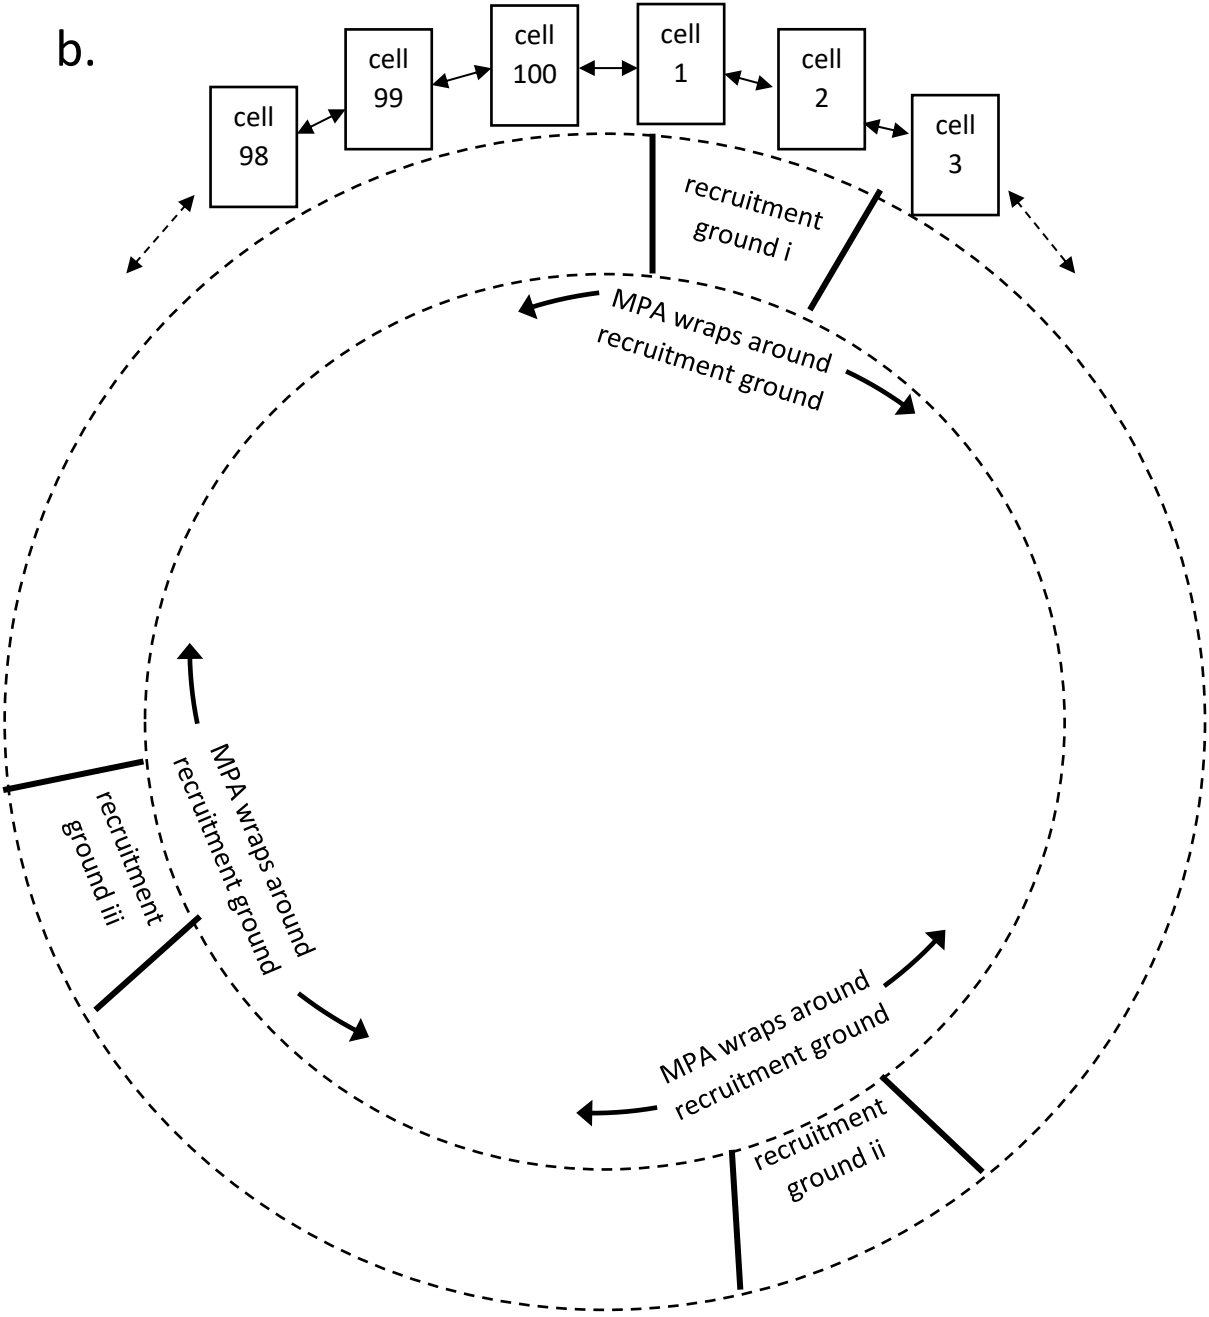 b.
cell
98
cell
99
cell
100
cell
1
cell
2
cell
3
recruitment
ground i
MPA wraps around
recruitment ground
MPA wraps around
recruitment ground
recruitment
ground iii
MPA wraps around
recruitment ground
recruitment
ground ii